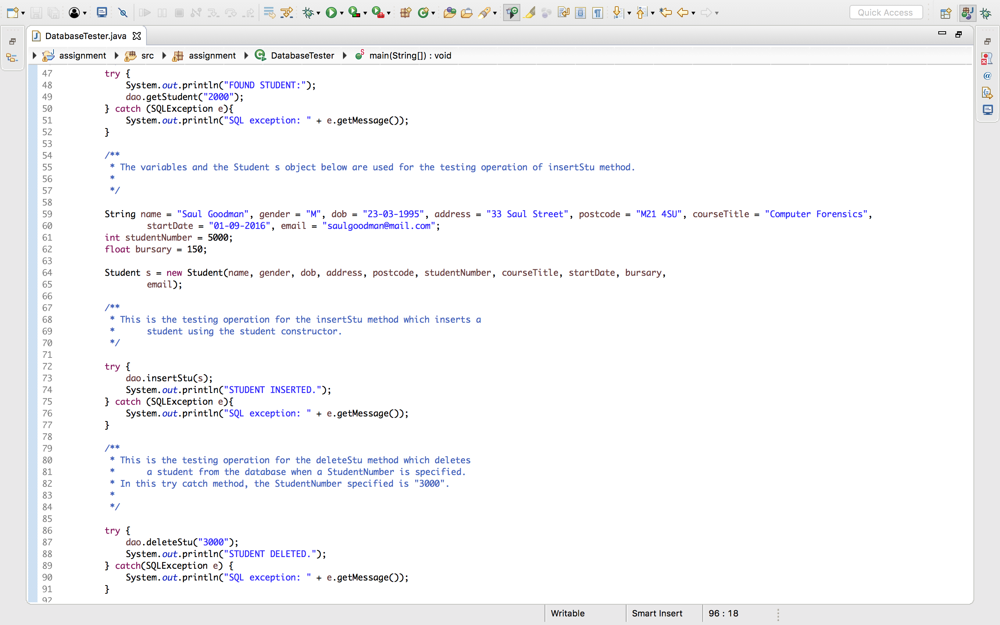 Quick Access
DatabaseTester.java
assignment src assignment DatabaseTester main(String[]) : void
47 try {
48 System.out.println("FOUND STUDENT:");
49 dao.getStudent("2000");
50 } catch (SQLException e){
51 System.out.println("SQL exception: " + e.getMessage());
52 }
53
54 /**
55 * The variables and the Student s object below are used for the testing operation of insertStu method.
56 *
57 */
58
59 String name = "Saul Goodman", gender = "M", dob = "23-03-1995", address = "33 Saul Street", postcode = "M21 4SU", courseTitle = "Computer Forensics",
60 startDate = "01-09-2016", email = "saulgoodman@mail.com";
61 int studentNumber = 5000;
62 float bursary = 150;
63
64 Student s = new Student(name, gender, dob, address, postcode, studentNumber, courseTitle, startDate, bursary,
65 email);
66
67 /**
68 * This is the testing operation for the insertStu method which inserts a
69 * student using the student constructor.
70 */
71
72 try {
73 dao.insertStu(s);
74 System.out.println("STUDENT INSERTED.");
75 } catch (SQLException e){
76 System.out.println("SQL exception: " + e.getMessage());
77 }
78
79 /**
80 * This is the testing operation for the deleteStu method which deletes
81 * a student from the database when a StudentNumber is specified.
82 * In this try catch method, the StudentNumber specified is "3000".
83 *
84 */
85
86 try {
87 dao.deleteStu("3000");
88 System.out.println("STUDENT DELETED.");
89 } catch(SQLException e) {
90 System.out.println("SQL exception: " + e.getMessage());
91 }
92
Writable Smart Insert 96 : 18